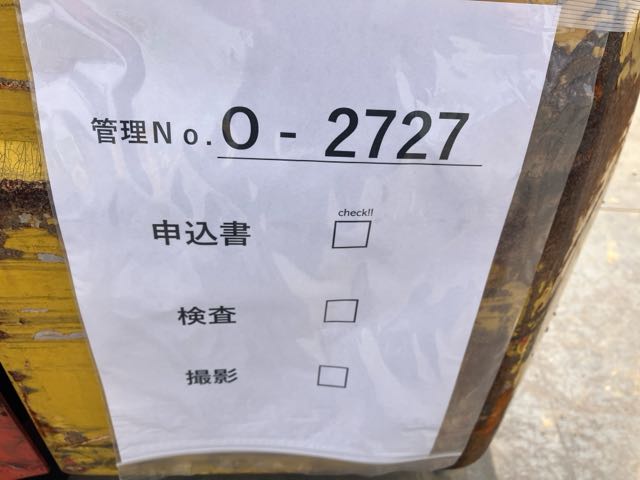 管理No. O - 2727
check!!
申込書 □
検査 □
撮影 □